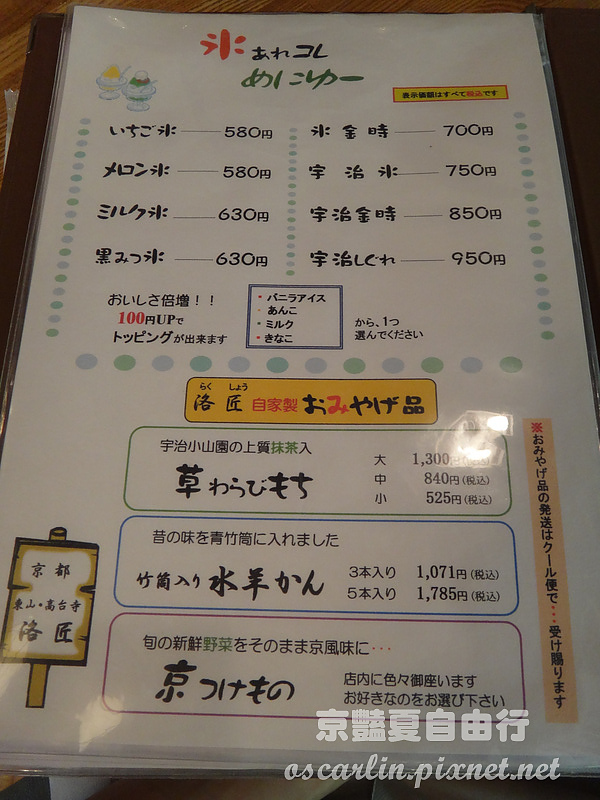 氷 あれコレ
めにゅー
表示価額はすべて税込です
いちご氷 580円
メロン氷 580円
ミルク氷 630円
黒みつ氷 630円
氷金時 700円
宇治氷 750円
宇治金時 850円
宇治しぐれ 950円
おいしさ倍増！！
100円UPで
トッピングが出来ます
・バニラアイス
・あんこ
・ミルク
・きなこ
から、1つ
選んでください
らく しょう
洛匠 自家製 おみやげ品
宇治小山園の上質抹茶入
草わらびもち
大 1,300円(税込)
中 840円(税込)
小 525円(税込)
昔の味を青竹筒に入れました
竹筒入り 水羊かん
3本入り 1,071円(税込)
5本入り 1,785円(税込)
旬の新鮮野菜をそのまま京風味に・・・
京つけもの
店内に色々御座います
お好きなのをお選び下さい
※おみやげ品の発送はクール便で・・・受け賜ります
京都
東山・高台寺
洛匠
京豔夏自由行
oscarlin.pixnet.net